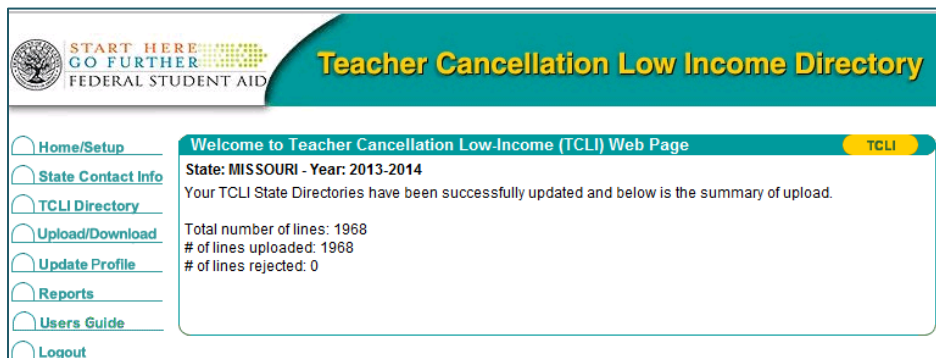 START HERE
GO FURTHER
FEDERAL STUDENT AID
Teacher Cancellation Low Income Directory
Home/Setup
State Contact Info
TCLI Directory
Upload/Download
Update Profile
Reports
Users Guide
Logout
Welcome to Teacher Cancellation Low-Income (TCLI) Web Page
TCLI
State: MISSOURI - Year: 2013-2014
Your TCLI State Directories have been successfully updated and below is the summary of upload.
Total number of lines: 1968
# of lines uploaded: 1968
# of lines rejected: 0